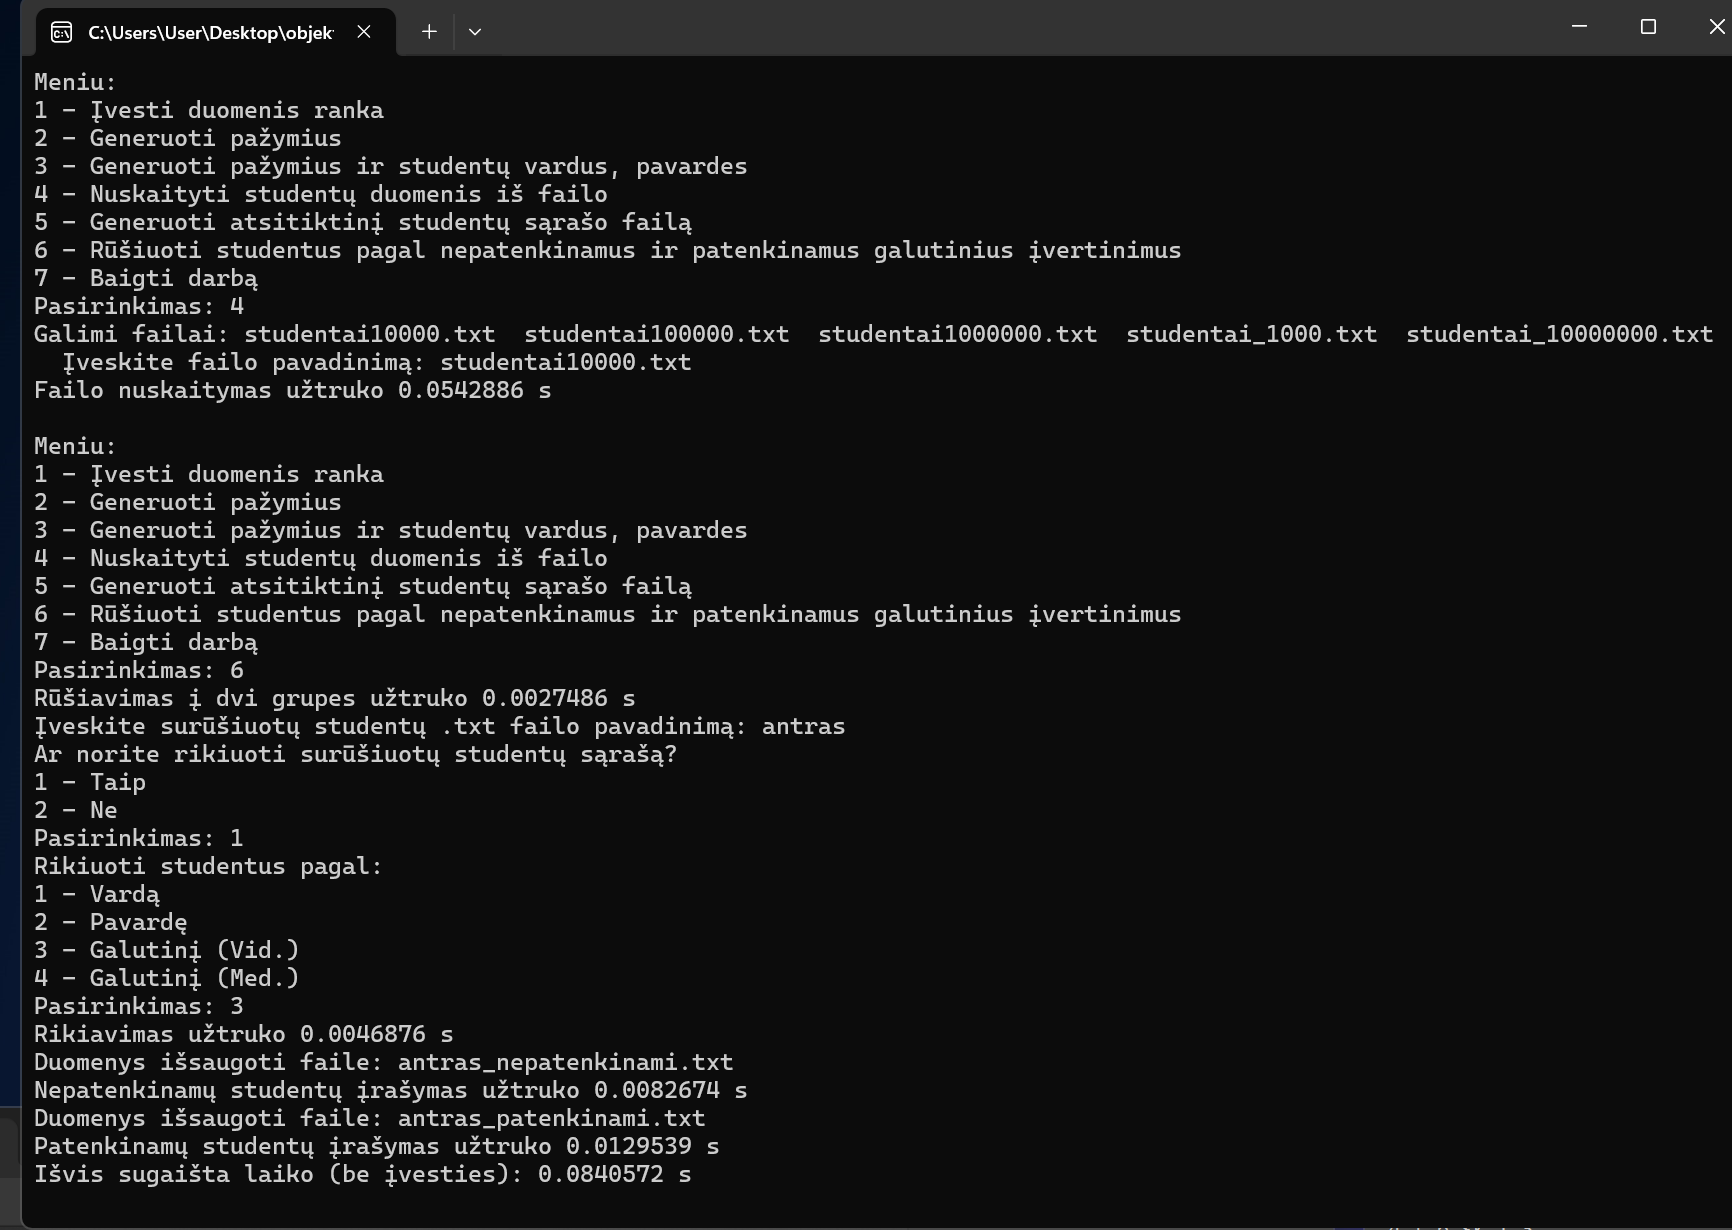 C:\Users\User\Desktop\objek
Meniu:
1 - Įvesti duomenis ranka
2 - Generuoti pažymius
3 - Generuoti pažymius ir studentų vardus, pavardes
4 - Nuskaityti studentų duomenis iš failo
5 - Generuoti atsitiktinį studentų sąrašo failą
6 - Rūšiuoti studentus pagal nepatenkinamus ir patenkinamus galutinius įvertinimus
7 - Baigti darbą
Pasirinkimas: 4
Galimi failai: studentai10000.txt  studentai100000.txt  studentai1000000.txt  studentai_1000.txt  studentai_10000000.txt
  Įveskite failo pavadinimą: studentai10000.txt
Failo nuskaitymas užtruko 0.0542886 s
Meniu:
1 - Įvesti duomenis ranka
2 - Generuoti pažymius
3 - Generuoti pažymius ir studentų vardus, pavardes
4 - Nuskaityti studentų duomenis iš failo
5 - Generuoti atsitiktinį studentų sąrašo failą
6 - Rūšiuoti studentus pagal nepatenkinamus ir patenkinamus galutinius įvertinimus
7 - Baigti darbą
Pasirinkimas: 6
Rūšiavimas į dvi grupes užtruko 0.0027486 s
Įveskite surūšiuotų studentų .txt failo pavadinimą: antras
Ar norite rikiuoti surūšiuotų studentų sąrašą?
1 - Taip
2 - Ne
Pasirinkimas: 1
Rikiuoti studentus pagal:
1 - Vardą
2 - Pavardę
3 - Galutinį (Vid.)
4 - Galutinį (Med.)
Pasirinkimas: 3
Rikiavimas užtruko 0.0046876 s
Duomenys išsaugoti faile: antras_nepatenkinami.txt
Nepatenkinamų studentų įrašymas užtruko 0.0082674 s
Duomenys išsaugoti faile: antras_patenkinami.txt
Patenkinamų studentų įrašymas užtruko 0.0129539 s
Išvis sugaišta laiko (be įvesties): 0.0840572 s